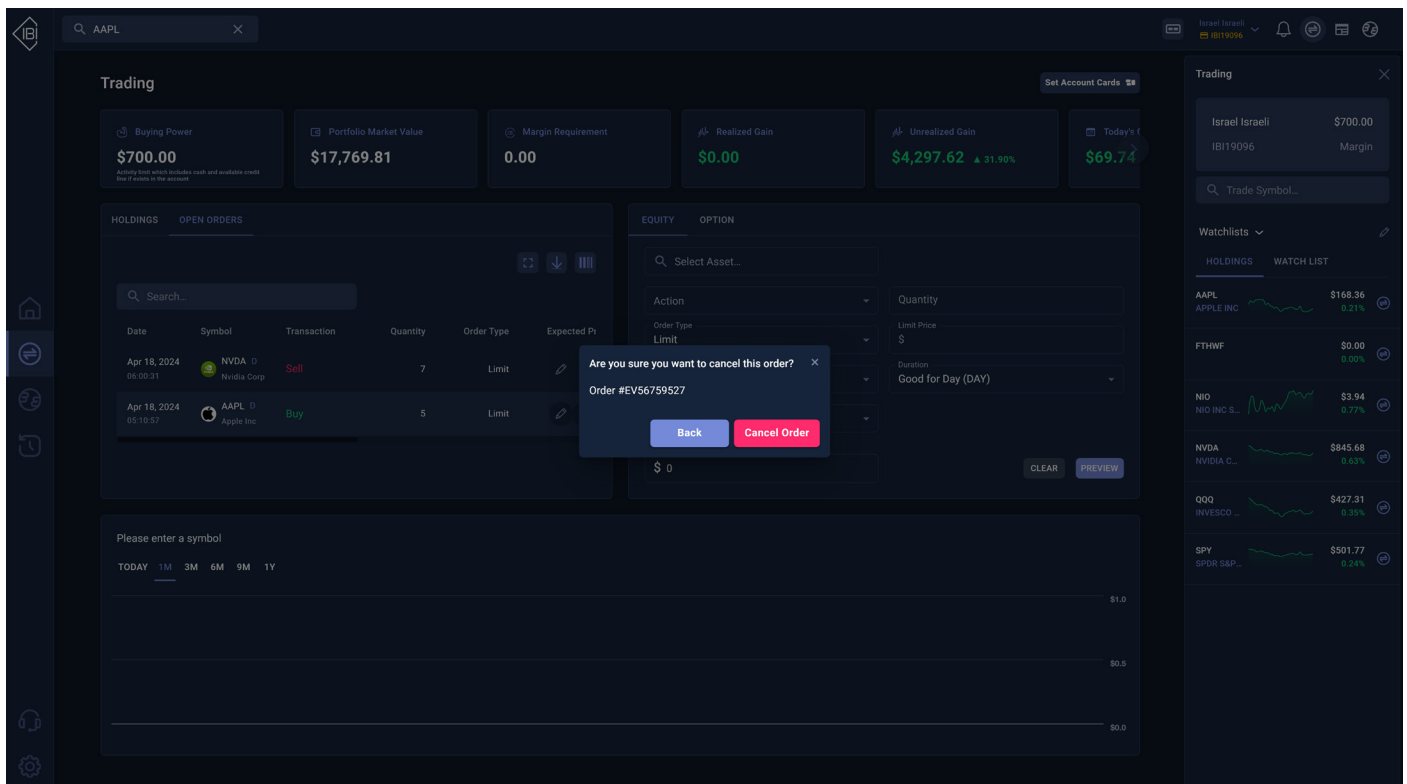 IBI
AAPL
Israel Israeli
IBI19096
Trading
Set Account Cards
Buying Power
$700.00
Activity limit which includes cash and available credit
line if exists in the account
Portfolio Market Value
$17,769.81
Margin Requirement
0.00
Realized Gain
$0.00
Unrealized Gain
$4,297.62 ▲ 31.90%
Today's
$69.74
HOLDINGS OPEN ORDERS
Search...
Date Symbol Transaction Quantity Order Type Expected
Apr 18, 2024 NVDA D Sell 7 Limit
06:00:31 Nvidia Corp
Apr 18, 2024 AAPL D Buy 5 Limit
05:10:57 Apple Inc
EQUITY OPTION
Select Asset...
Action Quantity
Order Type Limit Price
Limit $
Duration
Good for Day (DAY)
$ 0
CLEAR PREVIEW
Are you sure you want to cancel this order?
Order #EV56759527
Back Cancel Order
Please enter a symbol
TODAY 1M 3M 6M 9M 1Y
$1.0
$0.5
$0.0
Trading
Israel Israeli $700.00
IBI19096 Margin
Trade Symbol...
Watchlists
HOLDINGS WATCH LIST
AAPL $168.36
APPLE INC 0.21%
FTHWF $0.00
0.00%
NIO $3.94
NIO INC S... 0.77%
NVDA $845.68
NVIDIA C... 0.63%
QQQ $427.31
INVESCO ... 0.35%
SPY $501.77
SPDR S&P... 0.24%